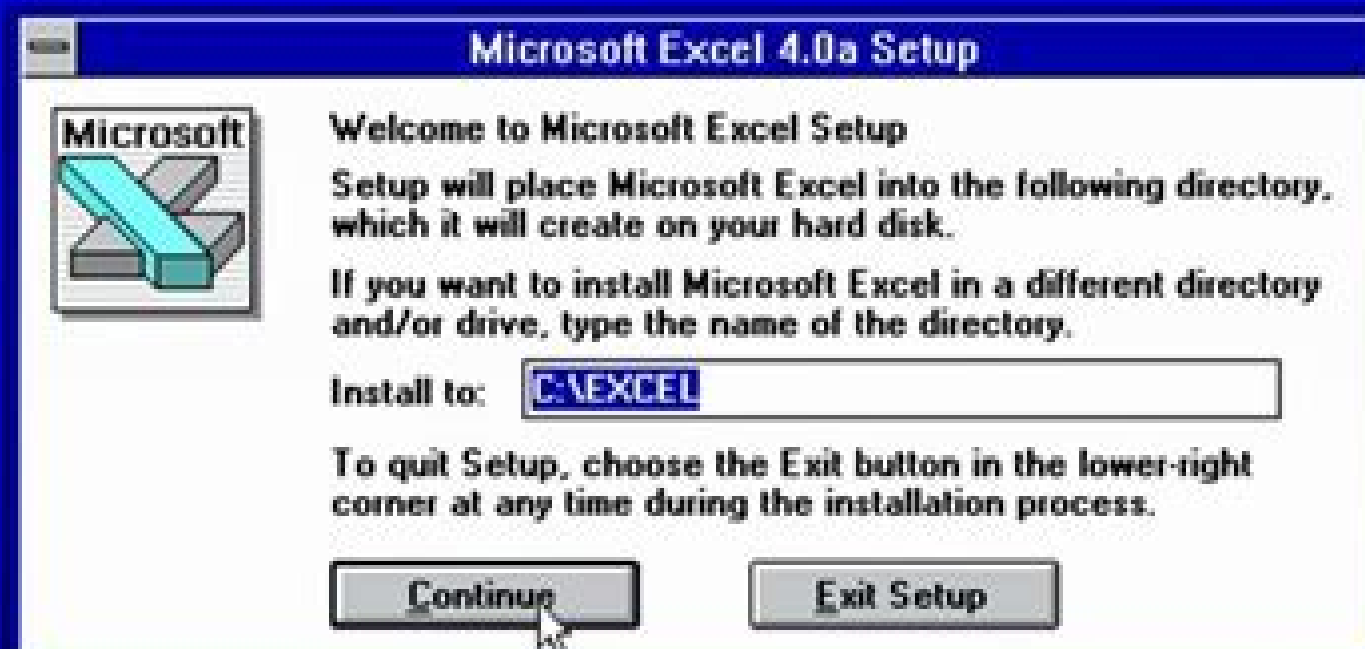 Microsoft Excel 4.0a Setup
Microsoft
Welcome to Microsoft Excel Setup
Setup will place Microsoft Excel into the following directory,
which it will create on your hard disk.
If you want to install Microsoft Excel in a different directory
and/or drive, type the name of the directory.
Install to: C:\EXCEL
To quit Setup, choose the Exit button in the lower-right
corner at any time during the installation process.
Continue Exit Setup